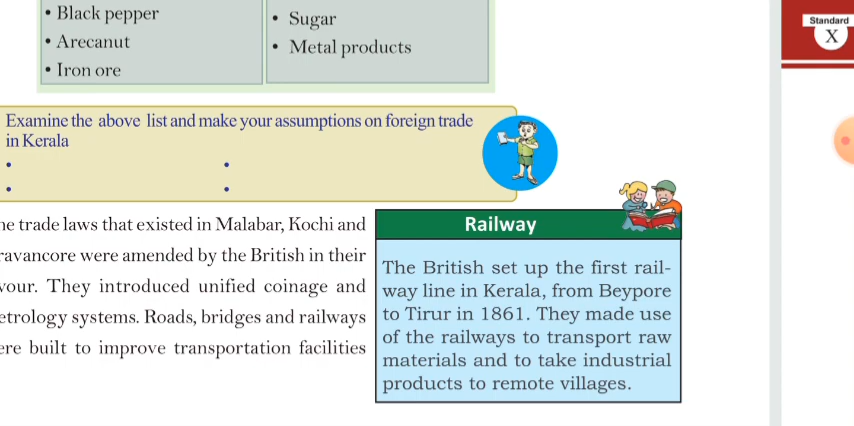 • Black pepper
• Arecanut
• Iron ore
• Sugar
• Metal products
Standard
X
Examine the above list and make your assumptions on foreign trade
in Kerala
•
•
•
•
he trade laws that existed in Malabar, Kochi and
ravancore were amended by the British in their
vour. They introduced unified coinage and
etrology systems. Roads, bridges and railways
ere built to improve transportation facilities
Railway
The British set up the first rail-
way line in Kerala, from Beypore
to Tirur in 1861. They made use
of the railways to transport raw
materials and to take industrial
products to remote villages.